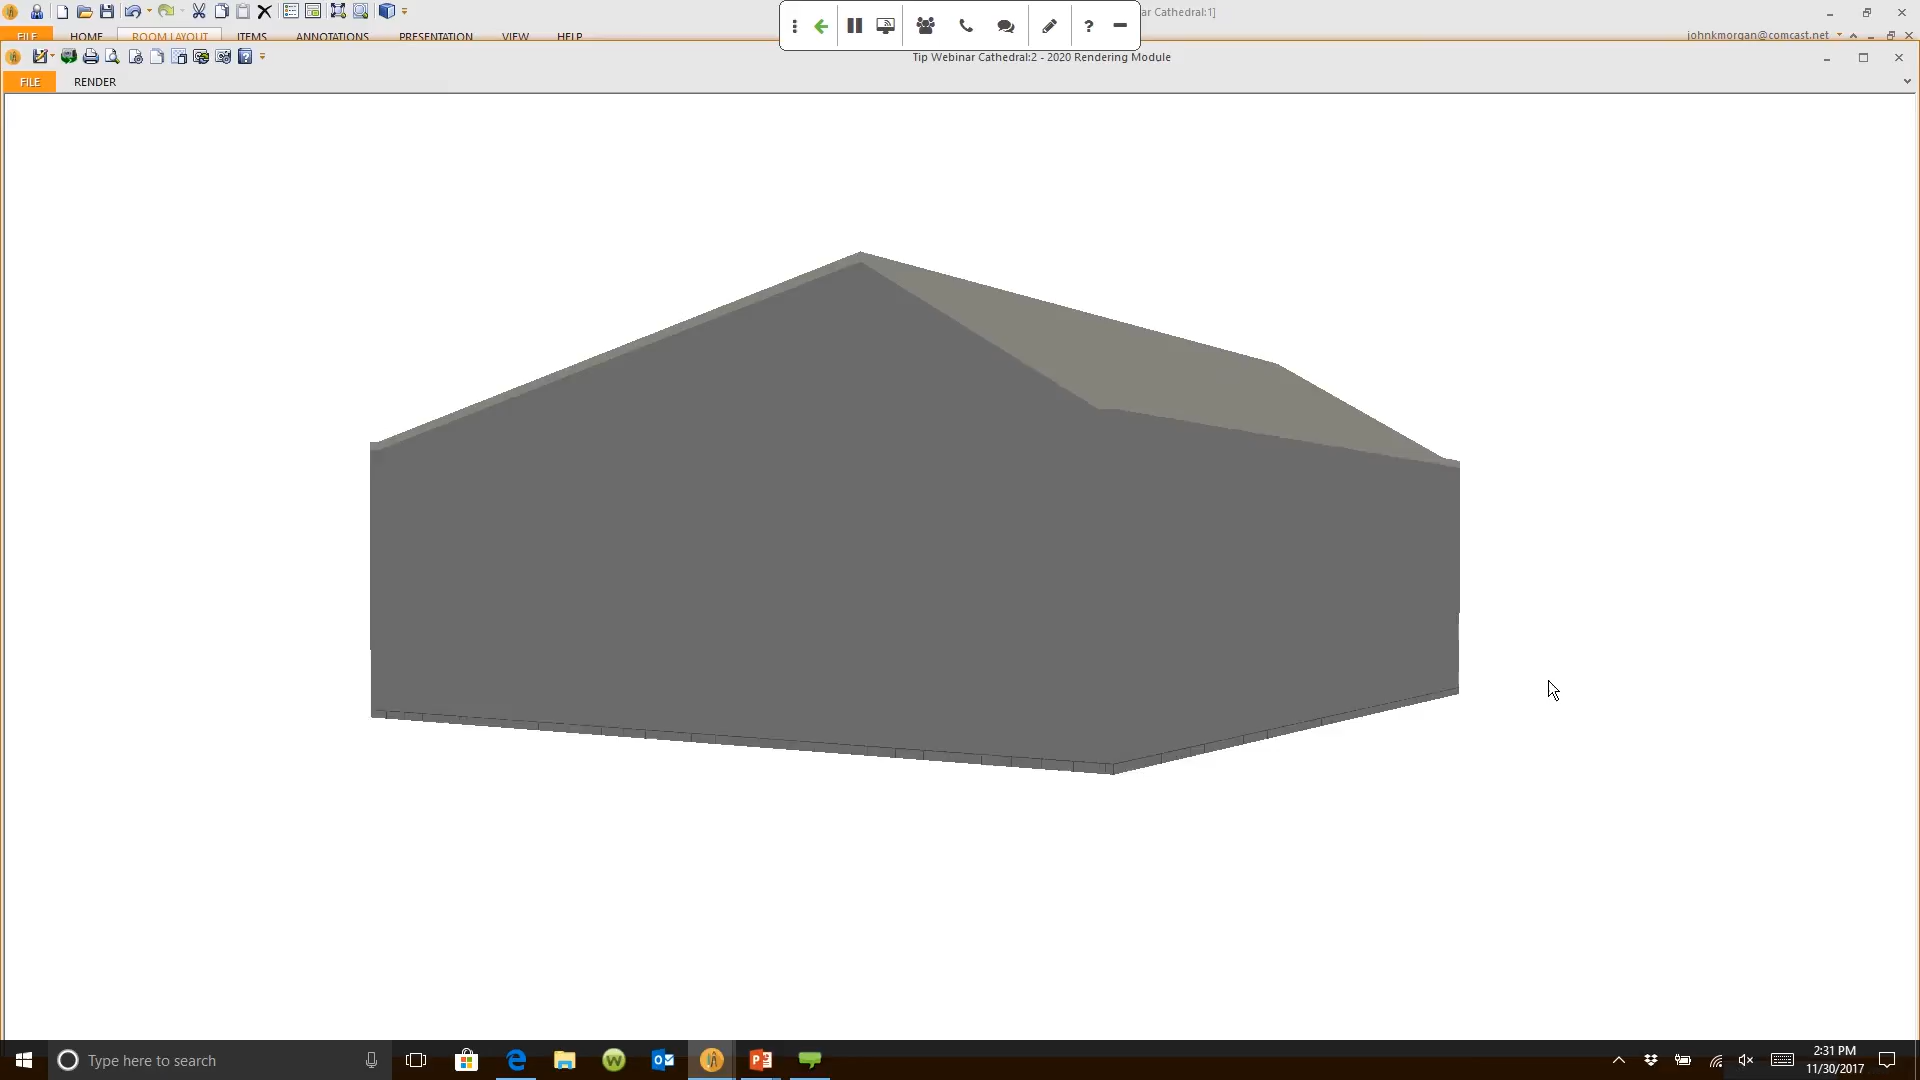 ar Cathedral:1]
FILE HOME ROOM LAYOUT ITEMS ANNOTATIONS PRESENTATION VIEW HELP
johnkmorgan@comcast.net
Tip Webinar Cathedral:2 - 2020 Rendering Module
FILE RENDER
Type here to search
2:31 PM
11/30/2017